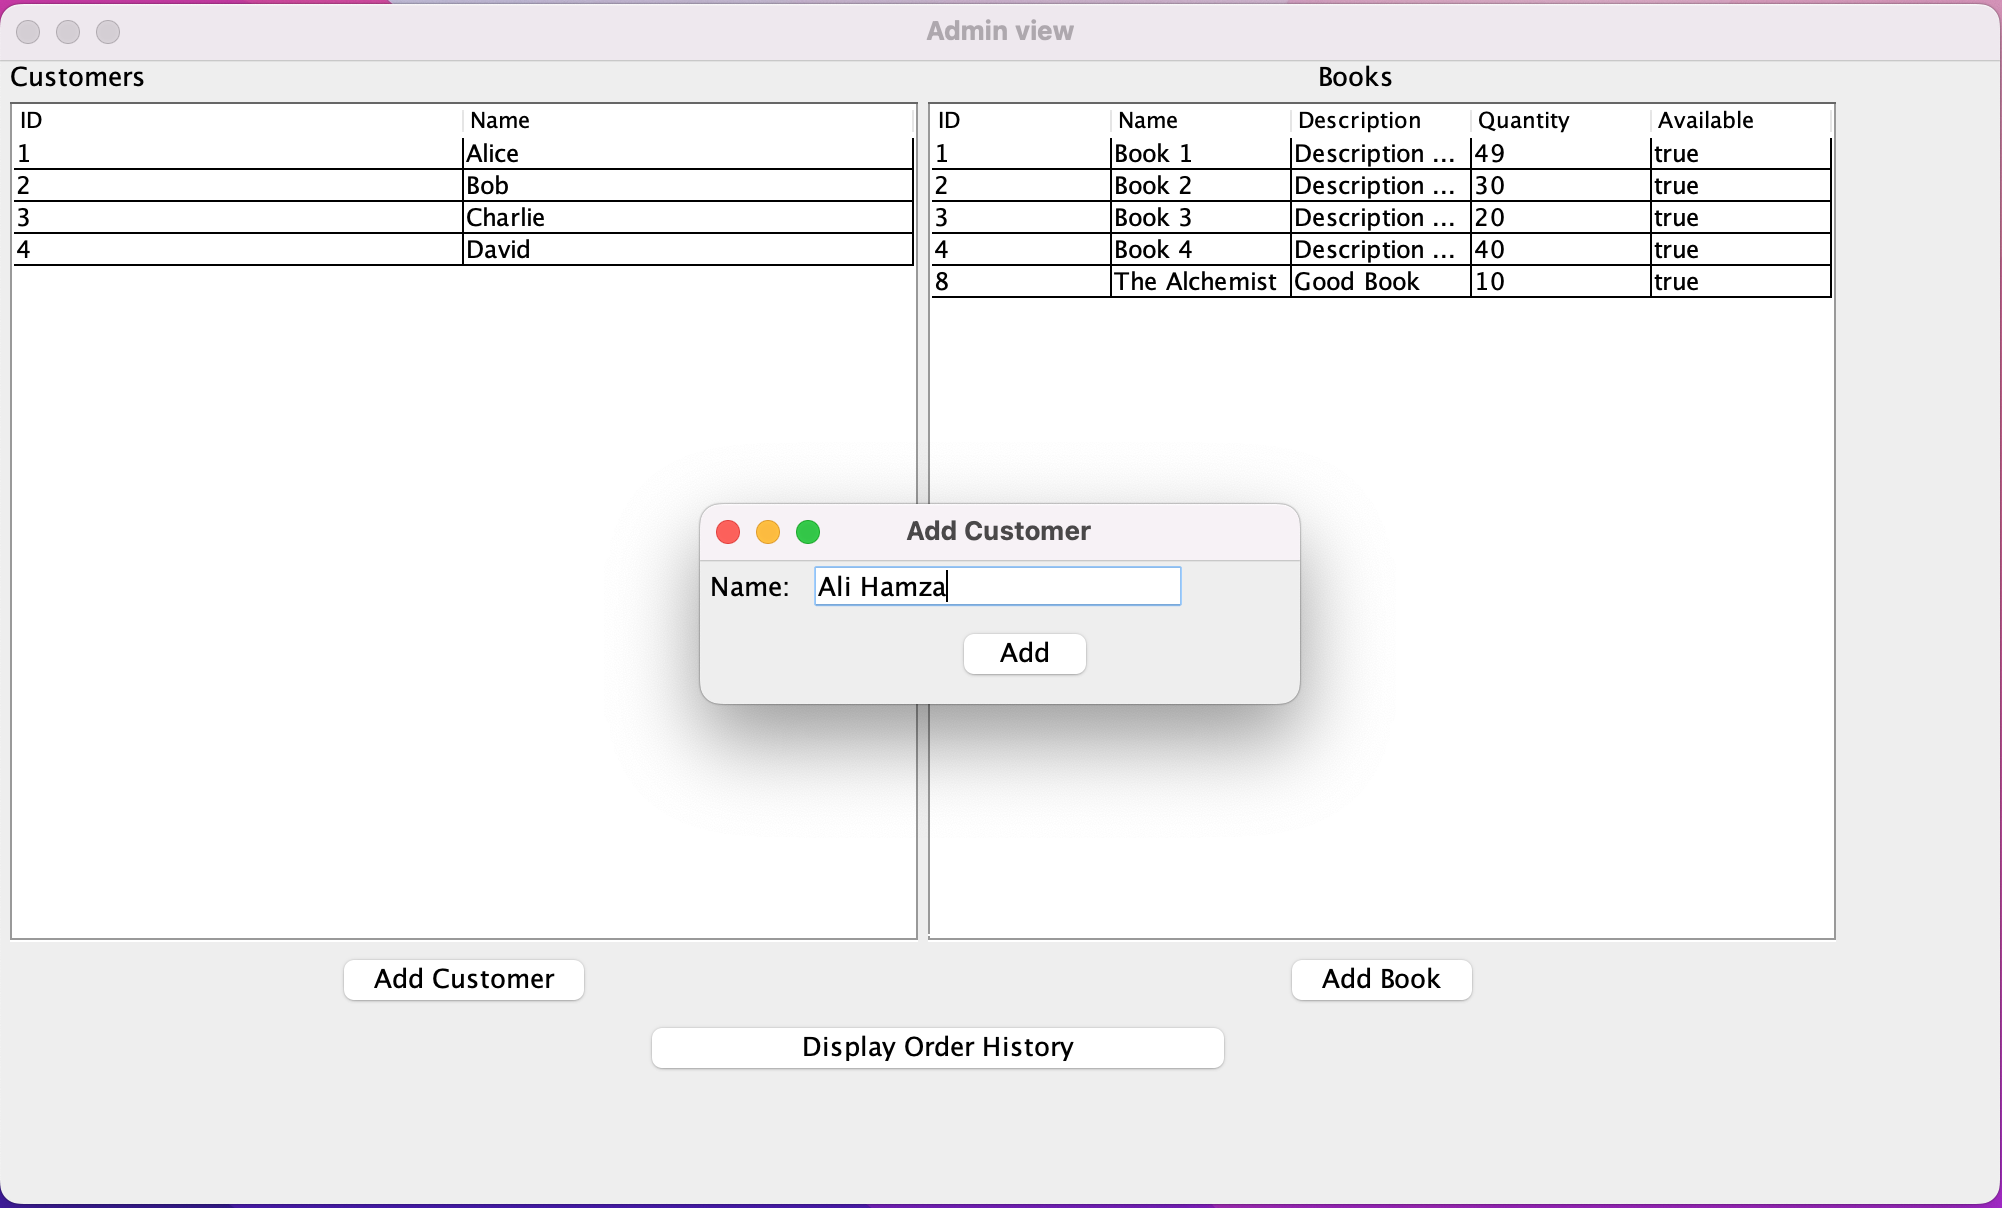 Admin view
Customers
Books
ID Name
1 Alice
2 Bob
3 Charlie
4 David
ID Name Description Quantity Available
1 Book 1 Description ... 49 true
2 Book 2 Description ... 30 true
3 Book 3 Description ... 20 true
4 Book 4 Description ... 40 true
8 The Alchemist Good Book 10 true
Add Customer
Name: Ali Hamza
Add
Add Customer
Add Book
Display Order History